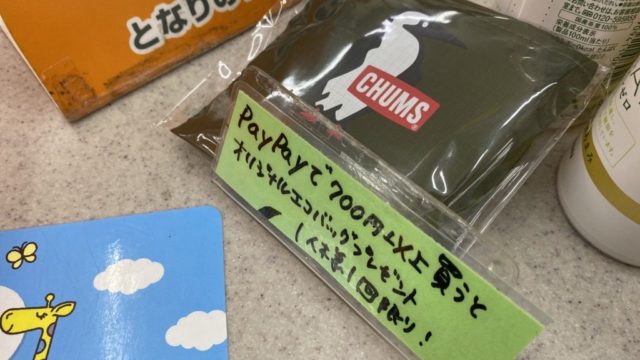 となりの
CHUMS
PayPayで700円以上買うと
オリジナルエコバッグプレゼント
1人様1回限り!